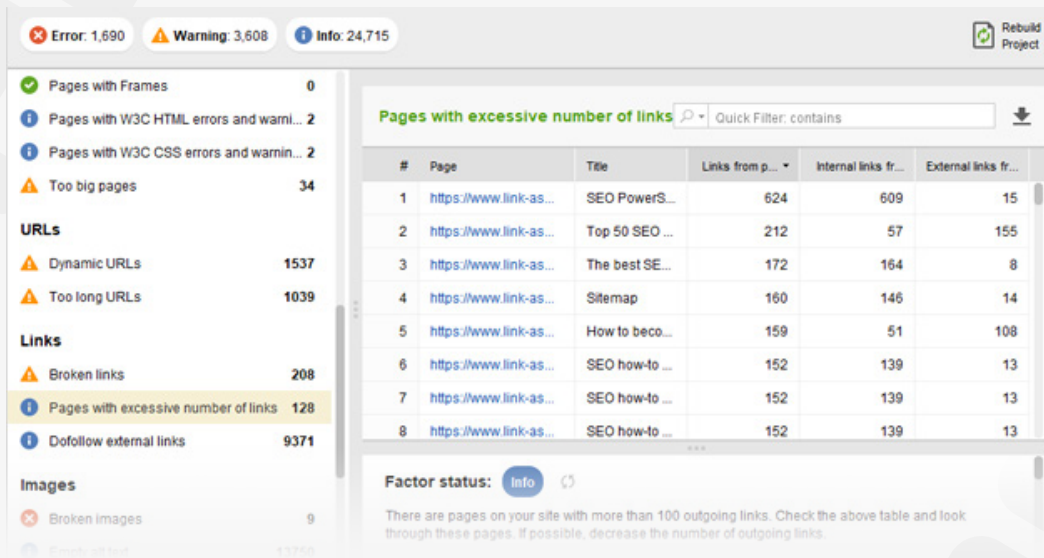 Error: 1,690 Warning: 3,608 Info: 24,715
Rebuild
Project
Pages with Frames 0
Pages with W3C HTML errors and warni... 2
Pages with W3C CSS errors and warnin... 2
Too big pages 34
URLs
Dynamic URLs 1537
Too long URLs 1039
Links
Broken links 208
Pages with excessive number of links 128
Dofollow external links 9371
Images
Broken images 9
Empty alt text 13750
Pages with excessive number of links Quick Filter: contains
# Page Title Links from p... Internal links fr... External links fr...
1 https://www.link-as... SEO PowerS... 624 609 15
2 https://www.link-as... Top 50 SEO ... 212 57 155
3 https://www.link-as... The best SE... 172 164 8
4 https://www.link-as... Sitemap 160 146 14
5 https://www.link-as... How to beco... 159 51 108
6 https://www.link-as... SEO how-to ... 152 139 13
7 https://www.link-as... SEO how-to ... 152 139 13
8 https://www.link-as... SEO how-to ... 152 139 13
Factor status: Info
There are pages on your site with more than 100 outgoing links. Check the above table and look
through these pages. If possible, decrease the number of outgoing links.